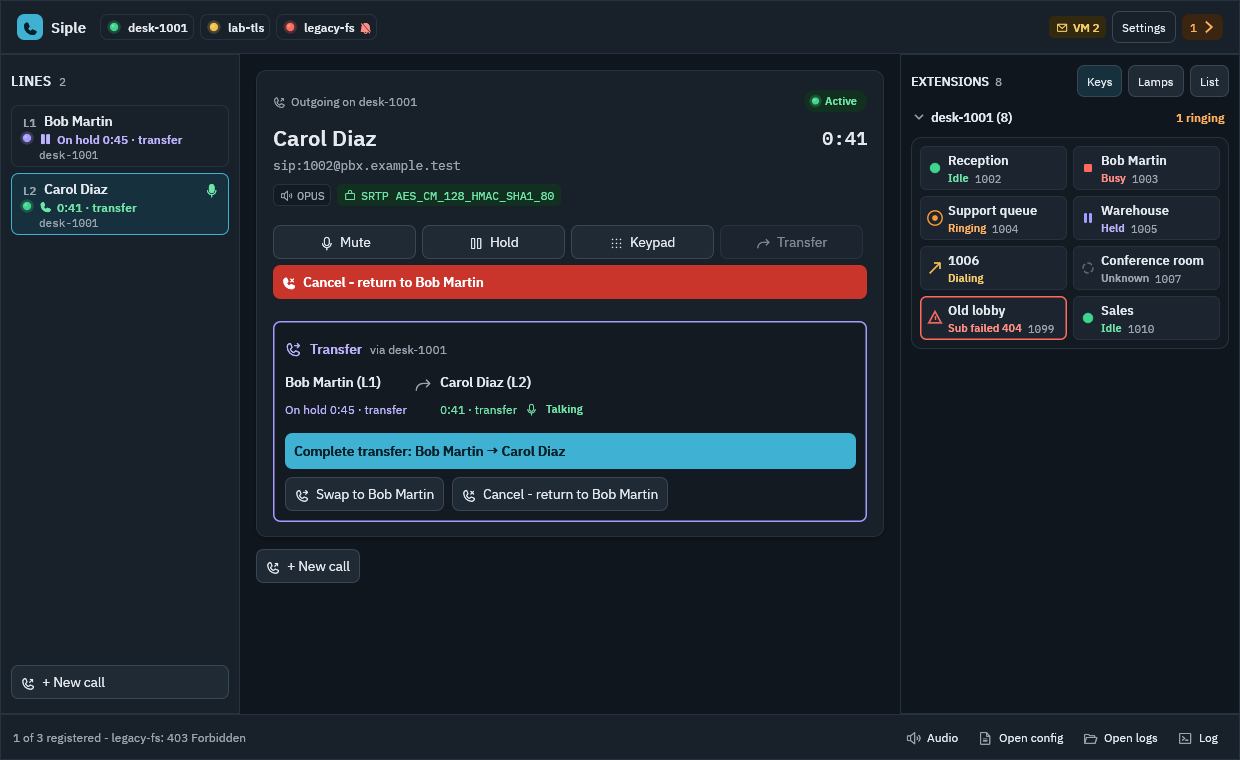 Siple
desk-1001
lab-tls
legacy-fs
VM 2
Settings
1
LINES 2
L1 Bob Martin
On hold 0:45 · transfer
desk-1001
L2 Carol Diaz
0:41 · transfer
desk-1001
+ New call
Outgoing on desk-1001
Active
Carol Diaz
0:41
sip:1002@pbx.example.test
OPUS
SRTP AES_CM_128_HMAC_SHA1_80
Mute
Hold
Keypad
Transfer
Cancel - return to Bob Martin
Transfer via desk-1001
Bob Martin (L1)
Carol Diaz (L2)
On hold 0:45 · transfer
0:41 · transfer
Talking
Complete transfer: Bob Martin → Carol Diaz
Swap to Bob Martin
Cancel - return to Bob Martin
+ New call
EXTENSIONS 8
Keys
Lamps
List
desk-1001 (8)
1 ringing
Reception
Idle 1002
Bob Martin
Busy 1003
Support queue
Ringing 1004
Warehouse
Held 1005
1006
Dialing
Conference room
Unknown 1007
Old lobby
Sub failed 404 1099
Sales
Idle 1010
1 of 3 registered - legacy-fs: 403 Forbidden
Audio
Open config
Open logs
Log